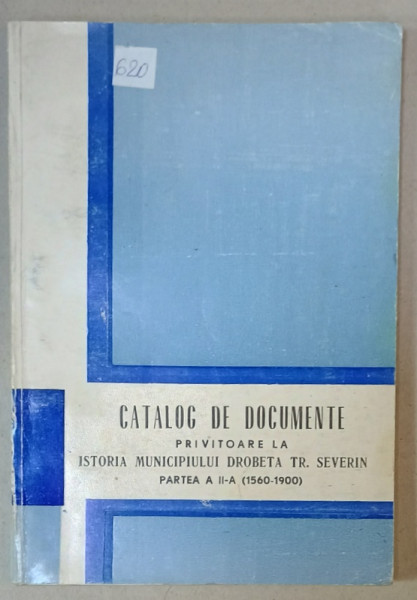 620
CATALOG DE DOCUMENTE
PRIVITOARE LA
ISTORIA MUNICIPIULUI DROBETA TR. SEVERIN
PARTEA A II-A (1560-1900)